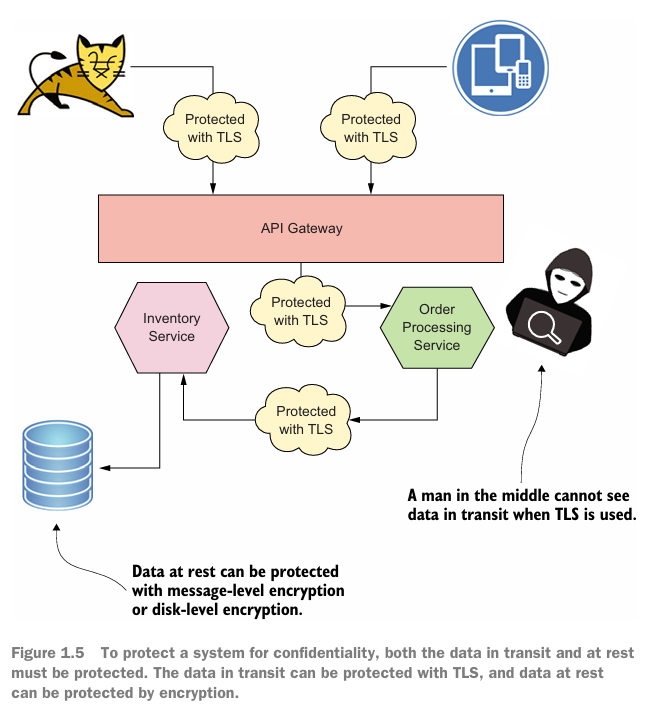 Protected
with TLS
Protected
with TLS
API Gateway
Inventory
Service
Protected
with TLS
Order
Processing
Service
Protected
with TLS
A man in the middle cannot see
data in transit when TLS is used.
Data at rest can be protected
with message-level encryption
or disk-level encryption.
Figure 1.5 To protect a system for confidentiality, both the data in transit and at rest
must be protected. The data in transit can be protected with TLS, and data at rest
can be protected by encryption.